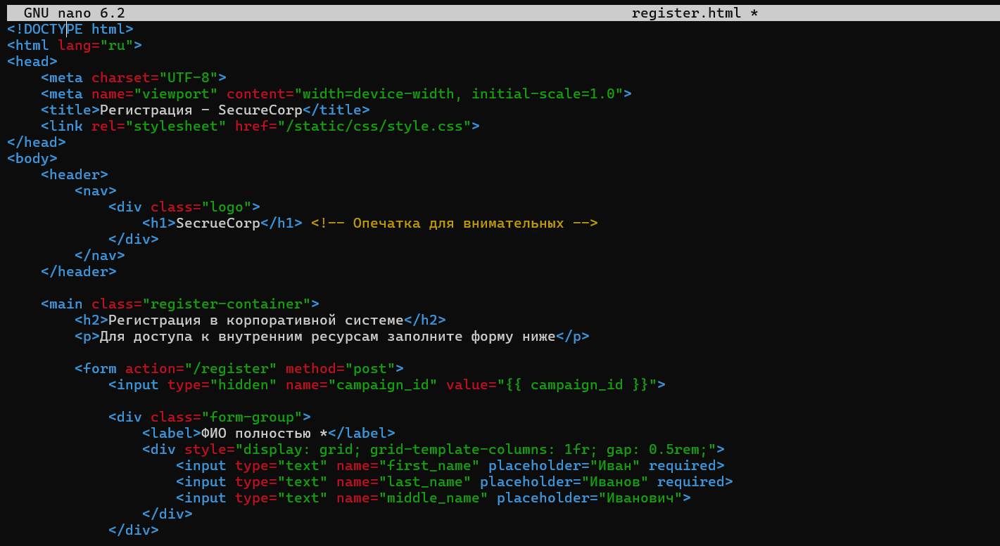 GNU nano 6.2 register.html *
<!DOCTYPE html>
<html lang="ru">
<head>
    <meta charset="UTF-8">
    <meta name="viewport" content="width=device-width, initial-scale=1.0">
    <title>Регистрация - SecureCorp</title>
    <link rel="stylesheet" href="/static/css/style.css">
</head>
<body>
    <header>
        <nav>
            <div class="logo">
                <h1>SecrueCorp</h1> <!-- Опечатка для внимательных -->
            </div>
        </nav>
    </header>

    <main class="register-container">
        <h2>Регистрация в корпоративной системе</h2>
        <p>Для доступа к внутренним ресурсам заполните форму ниже</p>

        <form action="/register" method="post">
            <input type="hidden" name="campaign_id" value="{{ campaign_id }}">

            <div class="form-group">
                <label>ФИО полностью *</label>
                <div style="display: grid; grid-template-columns: 1fr; gap: 0.5rem;">
                    <input type="text" name="first_name" placeholder="Иван" required>
                    <input type="text" name="last_name" placeholder="Иванов" required>
                    <input type="text" name="middle_name" placeholder="Иванович">
                </div>
            </div>